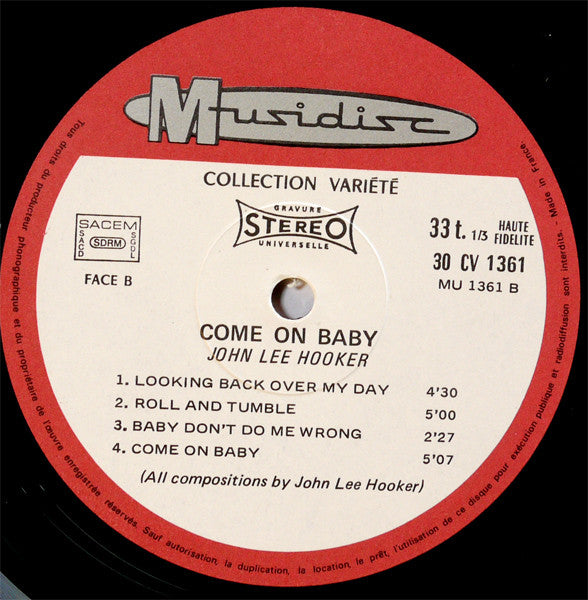 Musidisc
COLLECTION VARIÉTÉ
GRAVURE
STEREO
UNIVERSELLE
SACEM
SACD
SDRM
SGDL
FACE B
33 t. 1/3 HAUTE FIDELITE
30 CV 1361
MU 1361 B
COME ON BABY
JOHN LEE HOOKER
1. LOOKING BACK OVER MY DAY 4'30
2. ROLL AND TUMBLE 5'00
3. BABY DON'T DO ME WRONG 2'27
4. COME ON BABY 5'07
(All compositions by John Lee Hooker)
Tous droits du producteur phonographique et du propriétaire de l'œuvre enregistrée réservés. Sauf autorisation, la duplication, la location, le prêt, l'utilisation de ce disque pour exécution publique et radiodiffusion sont interdits. - Made in France.